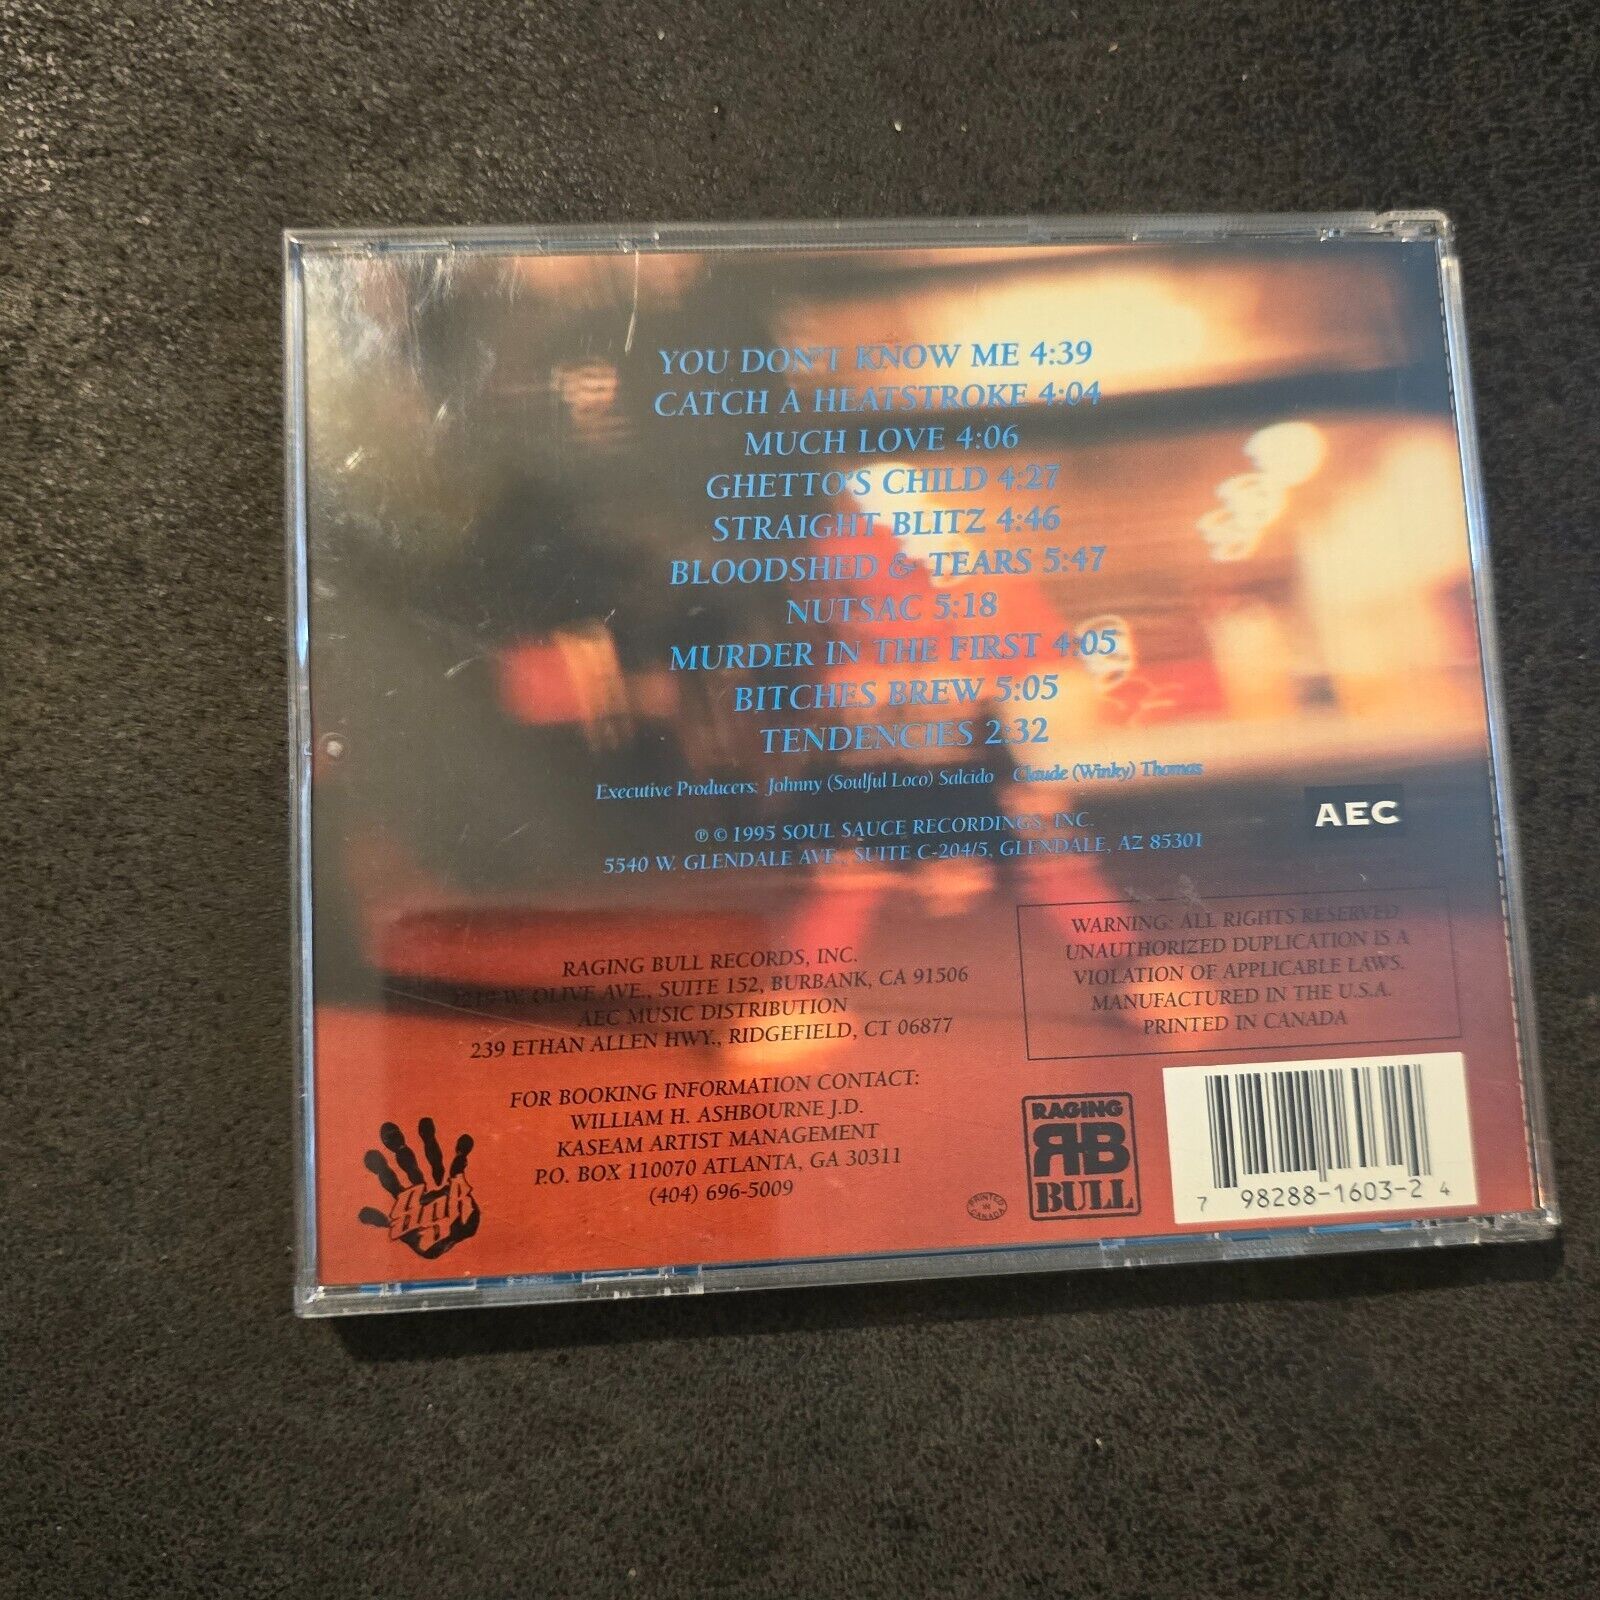 YOU DON'T KNOW ME 4:39
CATCH A HEATSTROKE 4:04
MUCH LOVE 4:06
GHETTO'S CHILD 4:27
STRAIGHT BLITZ 4:46
BLOODSHED & TEARS 5:47
NUTSAC 5:18
MURDER IN THE FIRST 4:05
BITCHES BREW 5:05
TENDENCIES 2:32
Executive Producers: Johnny (Soulful Loco) Salcido Claude (Winky) Thomas
℗ © 1995 SOUL SAUCE RECORDINGS, INC.
5540 W. GLENDALE AVE., SUITE C-204/5, GLENDALE, AZ 85301
AEC
RAGING BULL RECORDS, INC.
W. OLIVE AVE., SUITE 152, BURBANK, CA 91506
AEC MUSIC DISTRIBUTION
239 ETHAN ALLEN HWY., RIDGEFIELD, CT 06877
WARNING: ALL RIGHTS RESERVED
UNAUTHORIZED DUPLICATION IS A
VIOLATION OF APPLICABLE LAWS.
MANUFACTURED IN THE U.S.A.
PRINTED IN CANADA
FOR BOOKING INFORMATION CONTACT:
WILLIAM H. ASHBOURNE J.D.
KASEAM ARTIST MANAGEMENT
P.O. BOX 110070 ATLANTA, GA 30311
(404) 696-5009
SSR
PRINTED IN CANADA
RAGING
RB
BULL
7 98288-1603-2 4